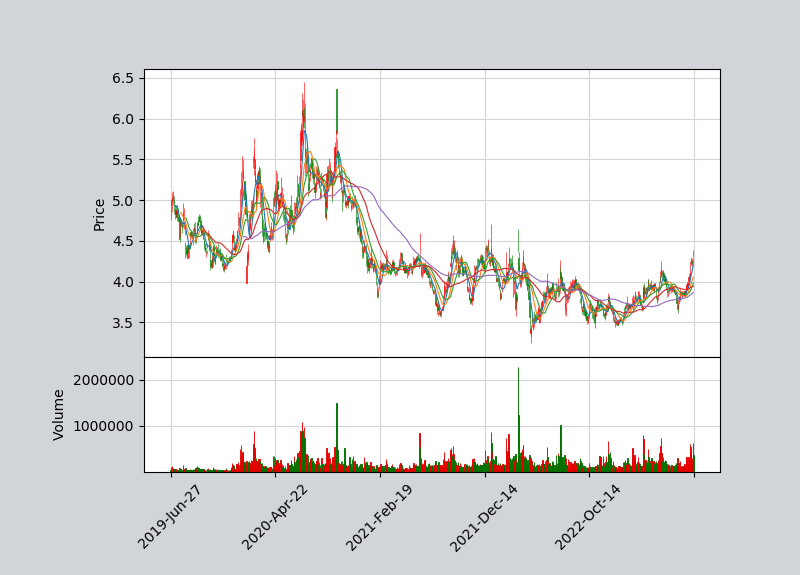 6.5
6.0
5.5
5.0
4.5
4.0
3.5
Price
2000000
1000000
Volume
2019-Jun-27
2020-Apr-22
2021-Feb-19
2021-Dec-14
2022-Oct-14